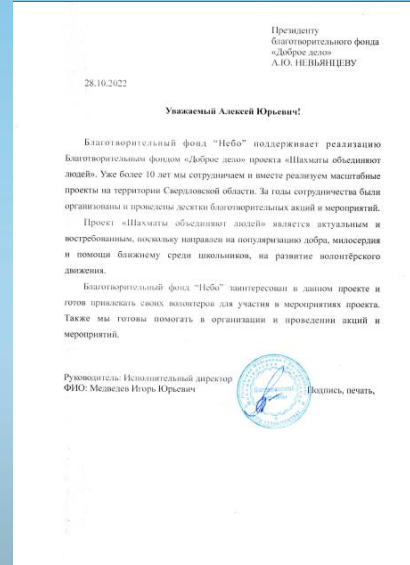 Президенту
благотворительного фонда
«Доброе дело»
А.Ю. НЕВЬЯНЦЕВУ
28.10.2022
Уважаемый Алексей Юрьевич!
Благотворительный фонд “Небо” поддерживает реализацию
Благотворительным фондом «Доброе дело» проекта «Шахматы объединяют
людей». Уже более 10 лет мы сотрудничаем и вместе реализуем масштабные
проекты на территории Свердловской области. За годы сотрудничества были
организованы и проведены десятки благотворительных акций и мероприятий.
Проект «Шахматы объединяют людей» является актуальным и
востребованным, поскольку направлен на популяризацию добра, милосердия
и помощи ближнему среди школьников, на развитие волонтёрского
движения.
Благотворительный фонд “Небо” заинтересован в данном проекте и
готов привлекать своих волонтеров для участия в мероприятиях проекта.
Также мы готовы помогать в организации и проведении акций и
мероприятий.
Руководитель: Исполнительный директор
ФИО: Медведев Игорь Юрьевич
Подпись, печать,